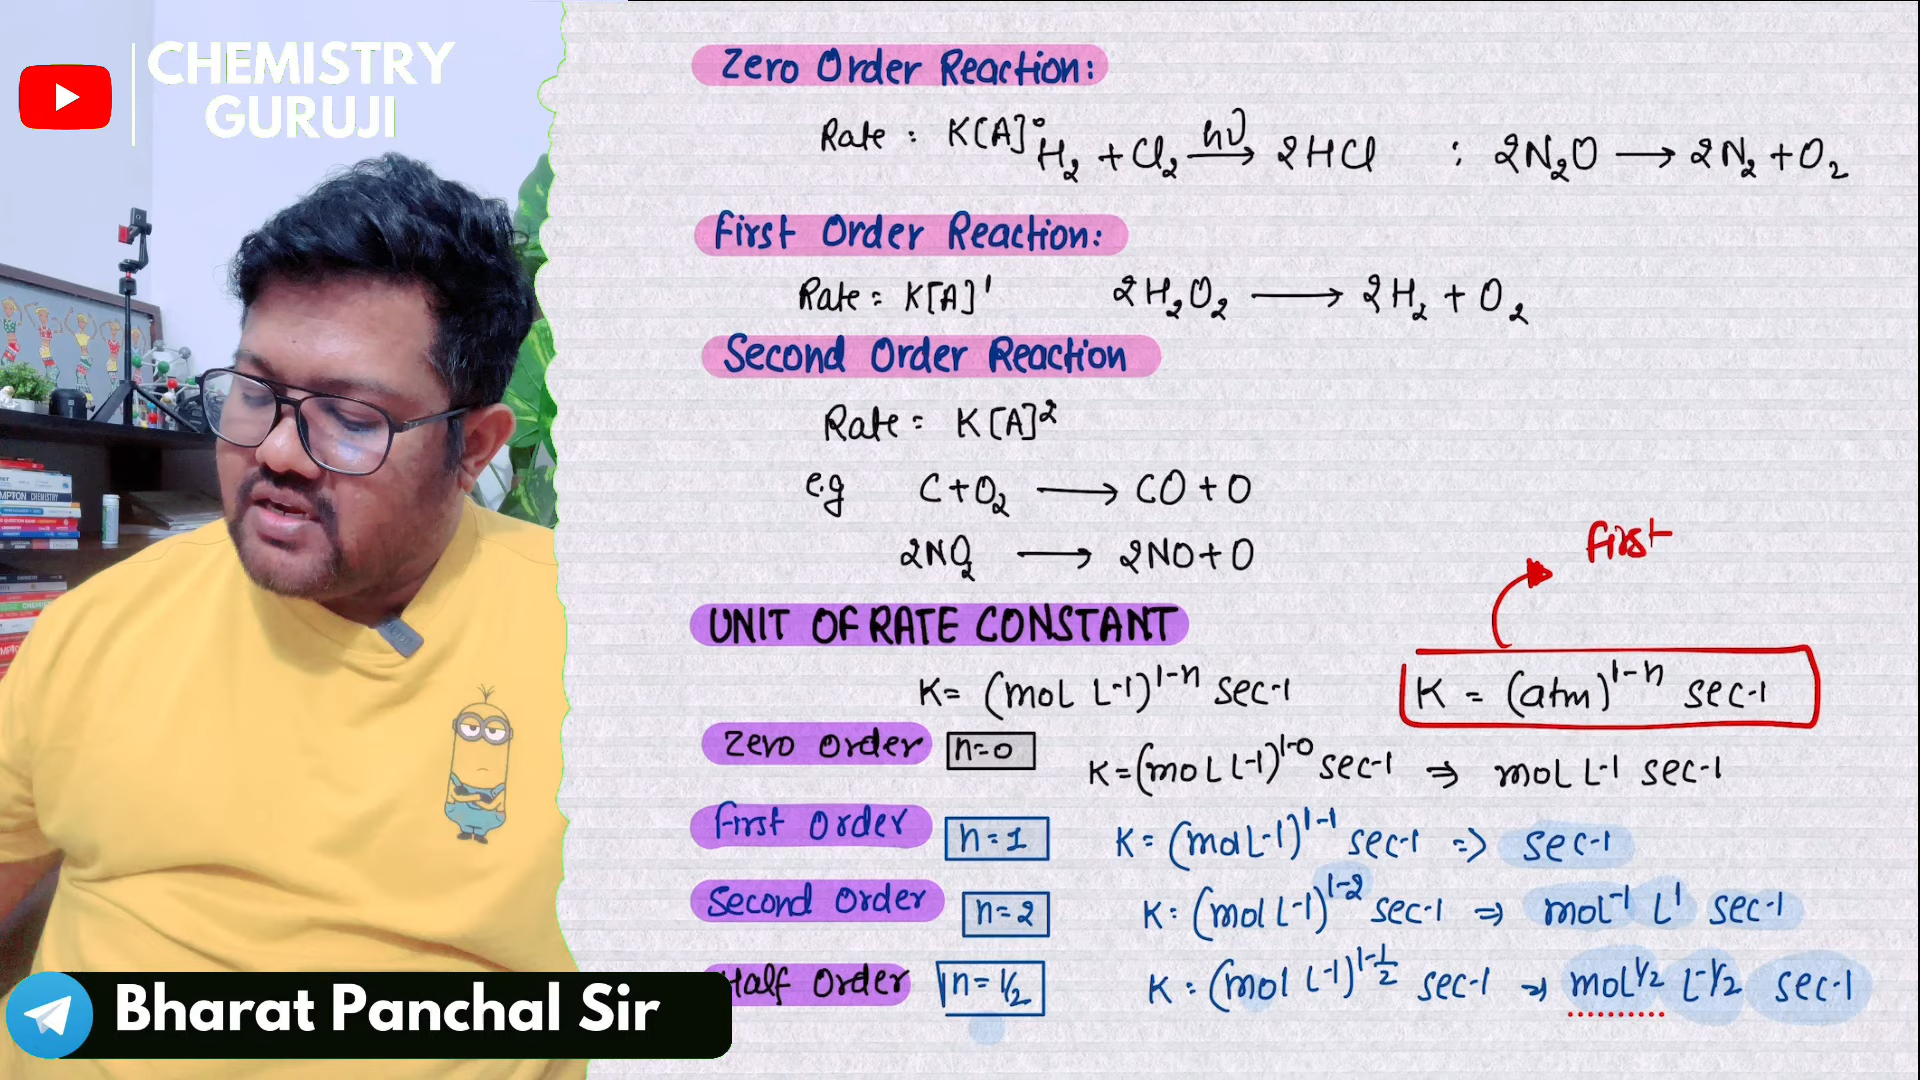 CHEMISTRY
GURUJI
Zero Order Reaction:
Rate : K[A]⁰ H₂ + Cl₂ —hν→ 2HCl : 2N₂O → 2N₂ + O₂
First Order Reaction:
Rate = K[A]¹ 2H₂O₂ → 2H₂ + O₂
Second Order Reaction
Rate = K[A]²
e.g C + O₂ → CO + O
2NO₂ → 2NO + O
First
UNIT OF RATE CONSTANT
K = (mol L-1)¹⁻ⁿ sec-1 K = (atm)¹⁻ⁿ sec-1
Zero order n=0 K = (mol L-1)¹⁻⁰ sec-1 ⇒ mol L-1 sec-1
First Order n=1 K = (mol L-1)¹⁻¹ sec-1 => sec-1
Second Order n=2 K : (mol L-1)¹⁻² sec-1 ⇒ mol⁻¹ L¹ sec-1
Half Order n=1/2 K : (mol L-1)^1-1/2 sec-1 ⇒ mol^1/2 L^-1/2 sec-1
Bharat Panchal Sir